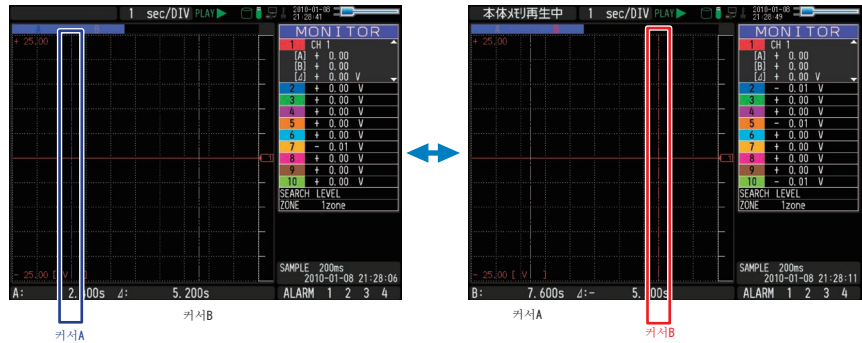 1 sec/DIV PLAY 2010-01-08 21:28:41
A B
+ 25.00
- 25.00 [ V ]
MONITOR
1 CH 1
[A] + 0.00
[B] + 0.00
[⊿] + 0.00 V
2 + 0.00 V
3 + 0.00 V
4 + 0.00 V
5 + 0.00 V
6 + 0.00 V
7 - 0.01 V
8 + 0.00 V
9 + 0.00 V
10 + 0.00 V
SEARCH LEVEL
ZONE 1zone
SAMPLE 200ms
2010-01-08 21:28:06
A: ⊿: 5.200s
ALARM 1 2 3 4
커서B
커서A
本体メモリ再生中 1 sec/DIV PLAY 2010-01-08 21:28:49
A B
+ 25.00
- 25.00 [ V ]
MONITOR
1 CH 1
[A] + 0.00
[B] + 0.00
[⊿] + 0.00 V
2 - 0.01 V
3 + 0.00 V
4 + 0.00 V
5 - 0.01 V
6 + 0.00 V
7 + 0.00 V
8 + 0.00 V
9 + 0.00 V
10 - 0.01 V
SEARCH LEVEL
ZONE 1zone
SAMPLE 200ms
2010-01-08 21:28:11
B: 7.600s ⊿:-
ALARM 1 2 3 4
커서A
커서B